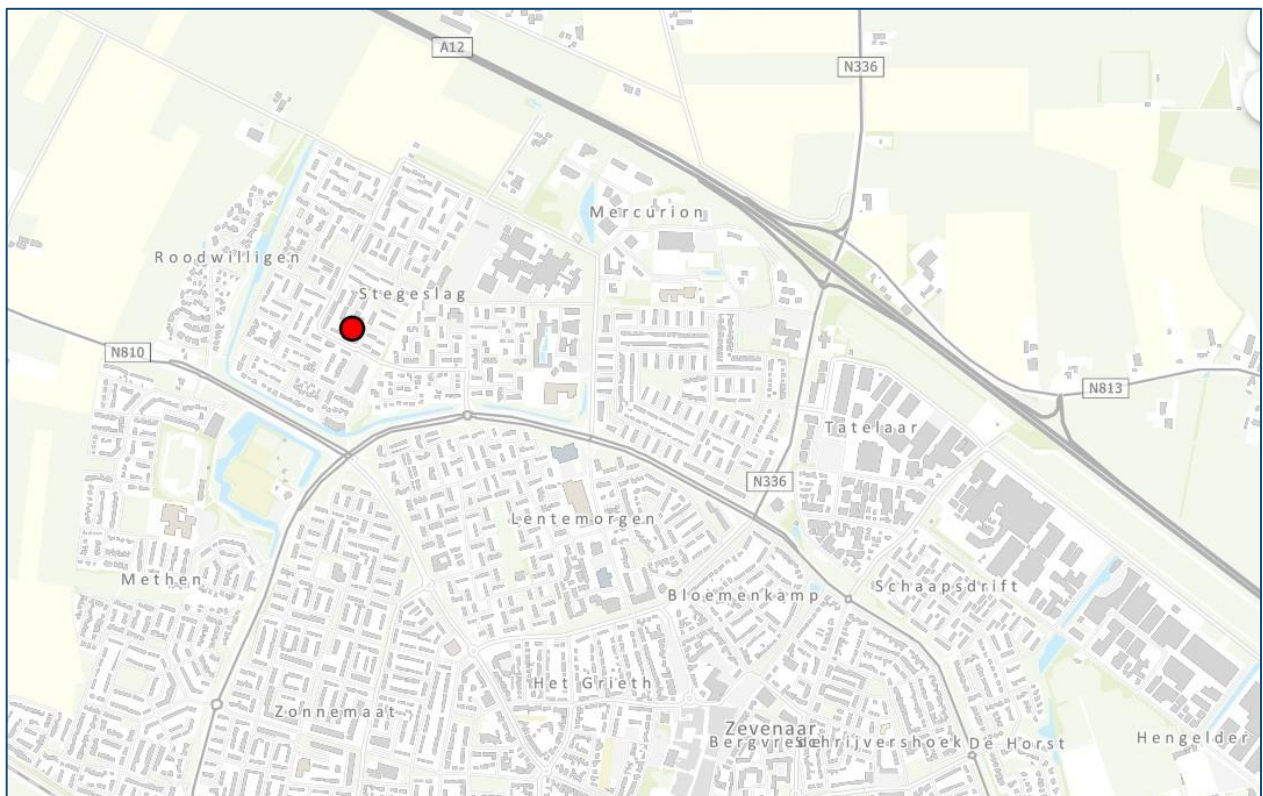 A12
N336
Mercurion
Roodwilligen
Stegeslag
N810
N813
Tatelaar
N336
Lentemorgen
Methen
Schaapsdrift
Bloemenkamp
Het Grieth
Zonnemaat
Zevenaar
Schrijvershoek
De Horst
Hengelder